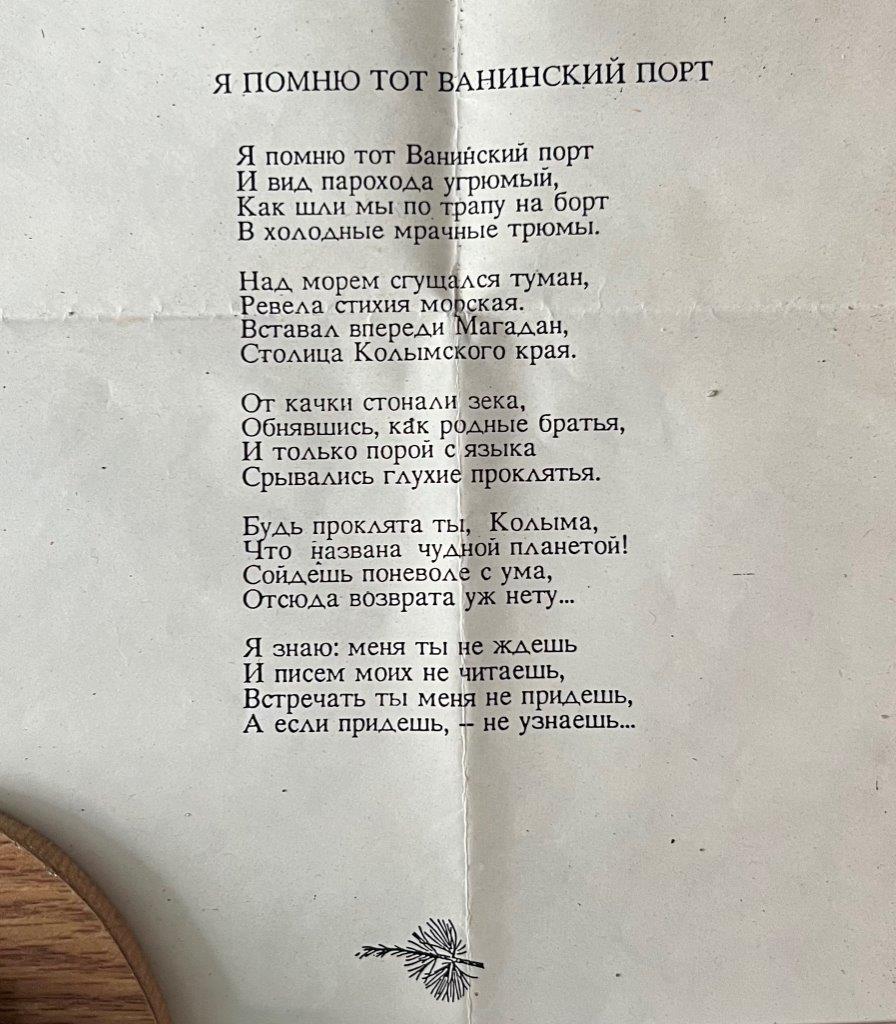 Я ПОМНЮ ТОТ ВАНИНСКИЙ ПОРТ
Я помню тот Ванинский порт
И вид парохода угрюмый,
Как шли мы по трапу на борт
В холодные мрачные трюмы.
Над морем сгущался туман,
Ревела стихия морская.
Вставал впереди Магадан,
Столица Колымского края.
От качки стонали зека,
Обнявшись, как родные братья,
И только порой с языка
Срывались глухие проклятья.
Будь проклята ты, Колыма,
Что названа чудной планетой!
Сойдешь поневоле с ума,
Отсюда возврата уж нету...
Я знаю: меня ты не ждешь
И писем моих не читаешь,
Встречать ты меня не придешь,
А если придешь, – не узнаешь...